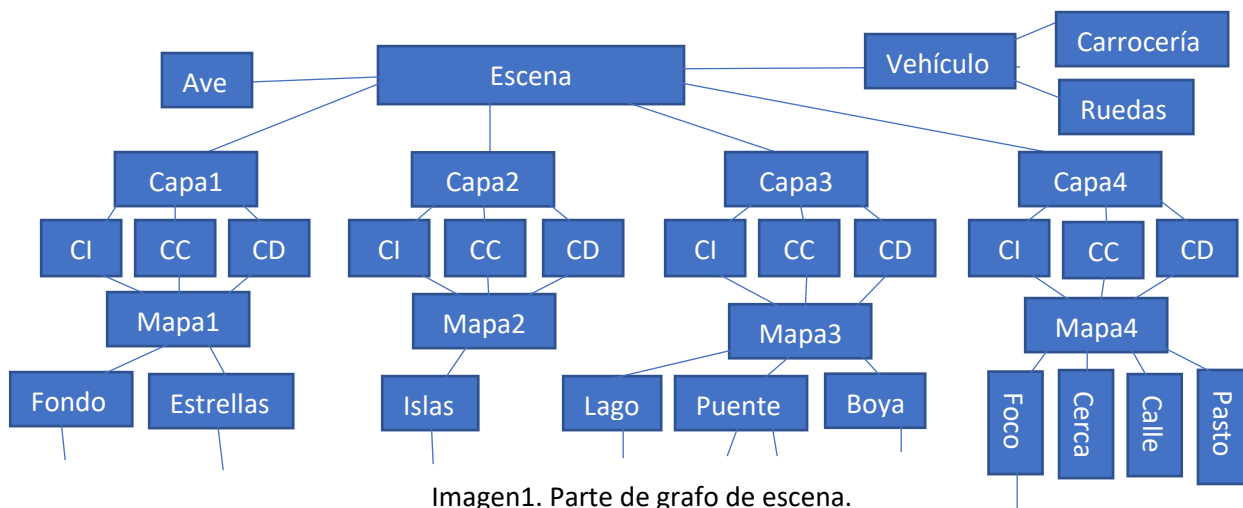 Ave
Escena
Vehículo
Carrocería
Ruedas
Capa1
Capa2
Capa3
Capa4
CI
CC
CD
CI
CC
CD
CI
CC
CD
CI
CC
CD
Mapa1
Mapa2
Mapa3
Mapa4
Fondo
Estrellas
Islas
Lago
Puente
Boya
Foco
Cerca
Calle
Pasto
Imagen1. Parte de grafo de escena.